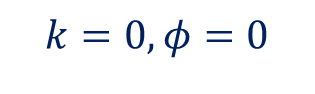 k = 0, ϕ = 0